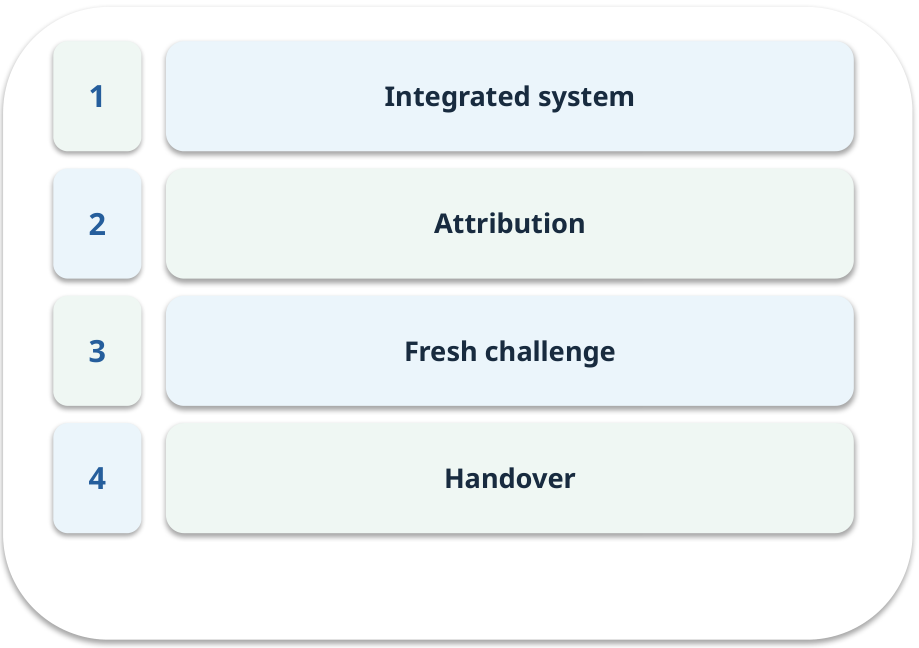 1 Integrated system
2 Attribution
3 Fresh challenge
4 Handover